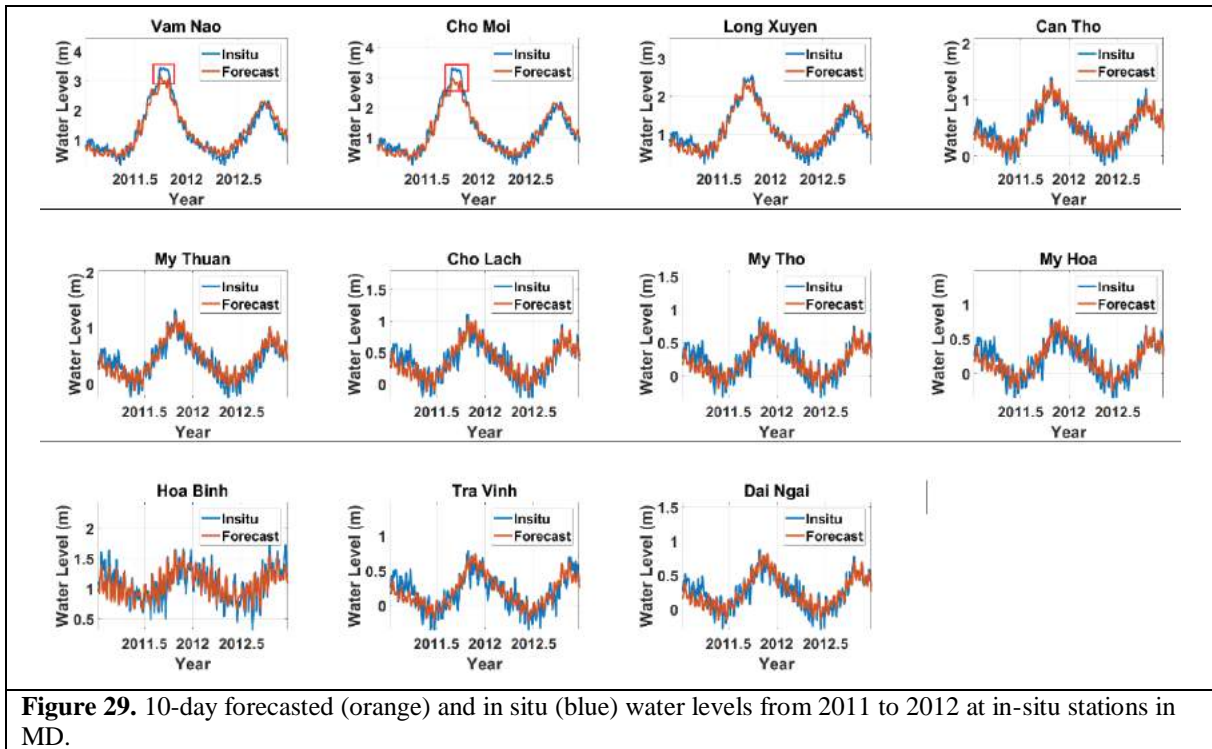 Vam Nao
Cho Moi
Long Xuyen
Can Tho
Water Level (m)
4
3
2
1
Insitu
Forecast
2011.5 2012 2012.5
Year
Water Level (m)
4
3
2
1
Insitu
Forecast
2011.5 2012 2012.5
Year
Water Level (m)
3
2
1
Insitu
Forecast
2011.5 2012 2012.5
Year
Water Level (m)
2
1
0
Insitu
Forecast
2011.5 2012 2012.5
Year
My Thuan
Cho Lach
My Tho
My Hoa
Water Level (m)
2
1
0
Insitu
Forecast
2011.5 2012 2012.5
Year
Water Level (m)
1.5
1
0.5
0
Insitu
Forecast
2011.5 2012 2012.5
Year
Water Level (m)
1.5
1
0.5
0
Insitu
Forecast
2011.5 2012 2012.5
Year
Water Level (m)
1
0.5
0
Insitu
Forecast
2011.5 2012 2012.5
Year
Hoa Binh
Tra Vinh
Dai Ngai
Water Level (m)
2
1.5
1
0.5
Insitu
Forecast
2011.5 2012 2012.5
Year
Water Level (m)
1
0.5
0
Insitu
Forecast
2011.5 2012 2012.5
Year
Water Level (m)
1.5
1
0.5
0
Insitu
Forecast
2011.5 2012 2012.5
Year
Figure 29. 10-day forecasted (orange) and in situ (blue) water levels from 2011 to 2012 at in-situ stations in
MD.